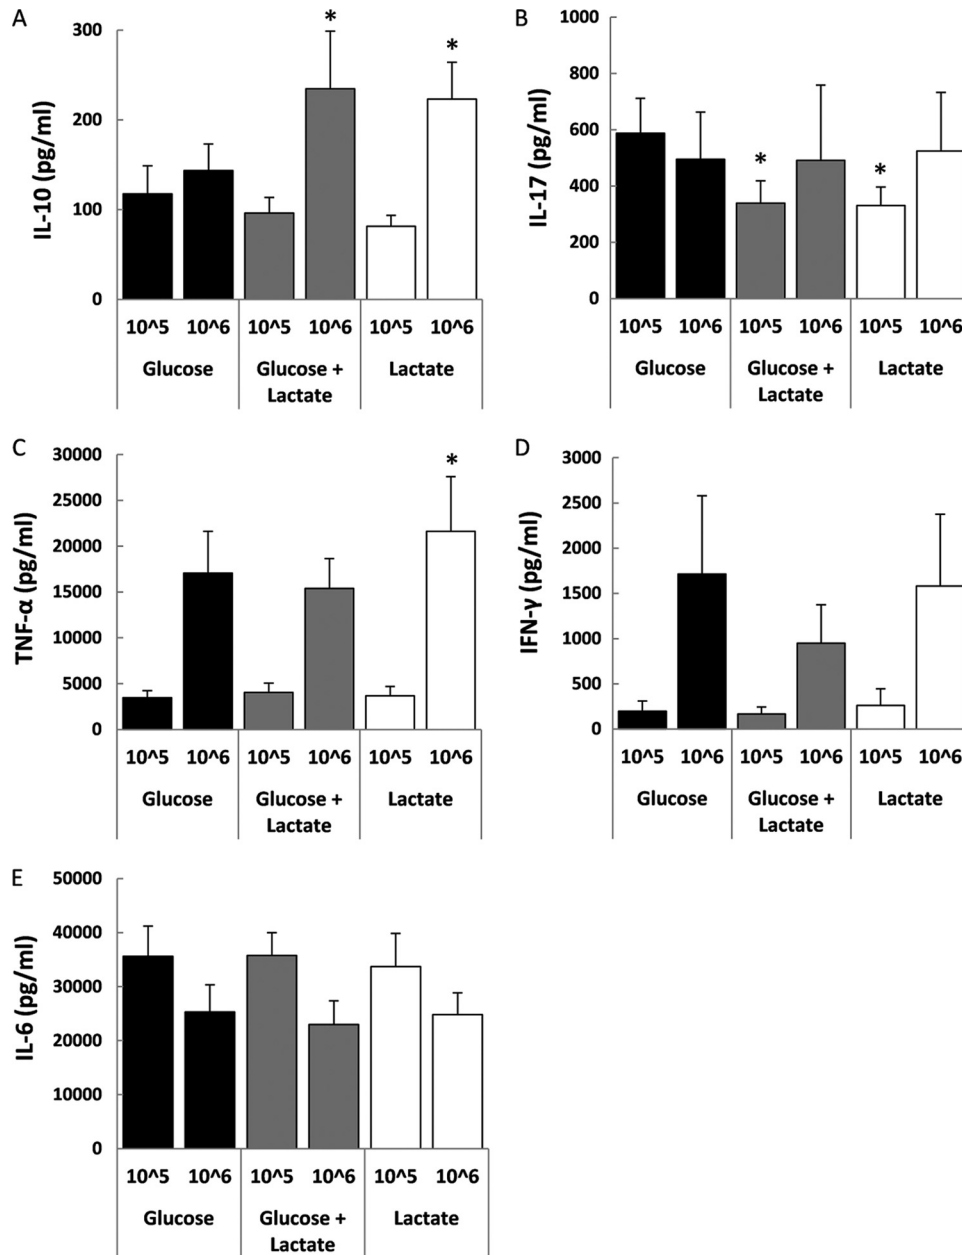 A
IL-10 (pg/ml)
300
200
100
0
*
*
10^5 10^6 10^5 10^6 10^5 10^6
Glucose Glucose + Lactate
Lactate
B
IL-17 (pg/ml)
1000
800
600
400
200
0
*
*
10^5 10^6 10^5 10^6 10^5 10^6
Glucose Glucose + Lactate
Lactate
C
TNF-α (pg/ml)
30000
25000
20000
15000
10000
5000
0
*
10^5 10^6 10^5 10^6 10^5 10^6
Glucose Glucose + Lactate
Lactate
D
IFN-γ (pg/ml)
3000
2500
2000
1500
1000
500
0
10^5 10^6 10^5 10^6 10^5 10^6
Glucose Glucose + Lactate
Lactate
E
IL-6 (pg/ml)
50000
40000
30000
20000
10000
0
10^5 10^6 10^5 10^6 10^5 10^6
Glucose Glucose + Lactate
Lactate